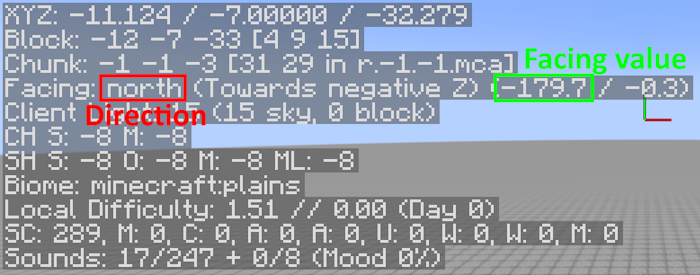 XYZ: -11.124 / -7.00000 / -32.279
Block: -12 -7 -33 [4 9 15]
Chunk: -1 -1 -3 [31 29 in r.-1.-1.mca]
Facing value
Facing: north (Towards negative Z) (-179.7 / -0.3)
Direction
Client (15 sky, 0 block)
CH S: -8 M: -8
SH S: -8 O: -8 M: -8 ML: -8
Biome: minecraft:plains
Local Difficulty: 1.51 // 0.00 (Day 0)
SC: 289, M: 0, C: 0, A: 0, A: 0, U: 0, W: 0, W: 0, M: 0
Sounds: 17/247 + 0/8 (Mood 0%)